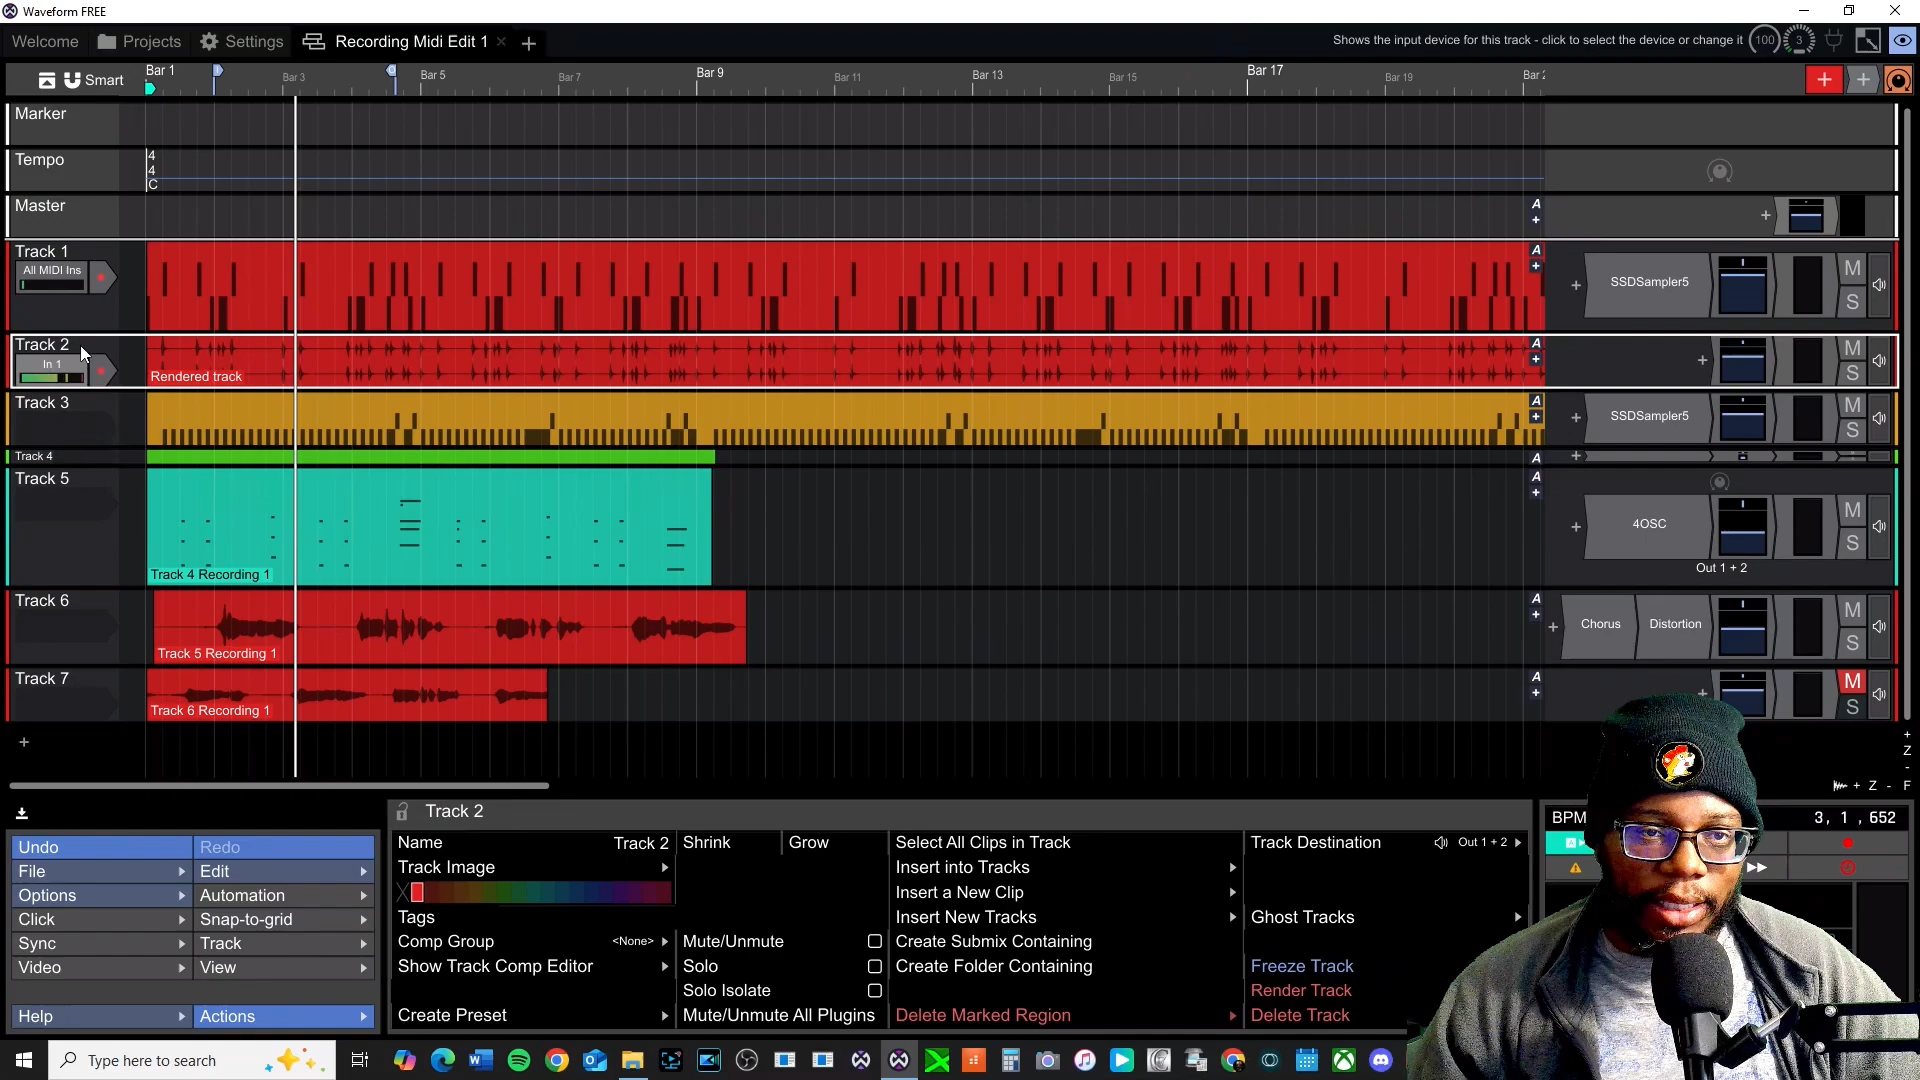 Waveform FREE
Welcome
Projects
Settings
Recording Midi Edit 1
Shows the input device for this track - click to select the device or change it
100
3
Smart
Bar 1
Bar 3
Bar 5
Bar 7
Bar 9
Bar 11
Bar 13
Bar 15
Bar 17
Bar 19
Marker
Tempo
4
4
C
Master
A
+
Track 1
All MIDI Ins
A
+
SSDSampler5
M
S
Track 2
In 1
Rendered track
A
+
M
S
Track 3
A
+
SSDSampler5
M
S
Track 4
A
Track 5
Track 4 Recording 1
A
+
4OSC
Out 1 + 2
M
S
Track 6
Track 5 Recording 1
A
+
Chorus
Distortion
M
S
Track 7
Track 6 Recording 1
A
+
M
S
+
Z
-
+ Z - F
Track 2
BPM
3, 1 , 652
Undo
Redo
File
Edit
Options
Automation
Click
Snap-to-grid
Sync
Track
Video
View
Help
Actions
Name
Track 2
Track Image
Tags
Comp Group
<None>
Show Track Comp Editor
Create Preset
Shrink
Grow
Mute/Unmute
Solo
Solo Isolate
Mute/Unmute All Plugins
Select All Clips in Track
Insert into Tracks
Insert a New Clip
Insert New Tracks
Create Submix Containing
Create Folder Containing
Delete Marked Region
Track Destination
Out 1 + 2
Ghost Tracks
Freeze Track
Render Track
Delete Track
Type here to search